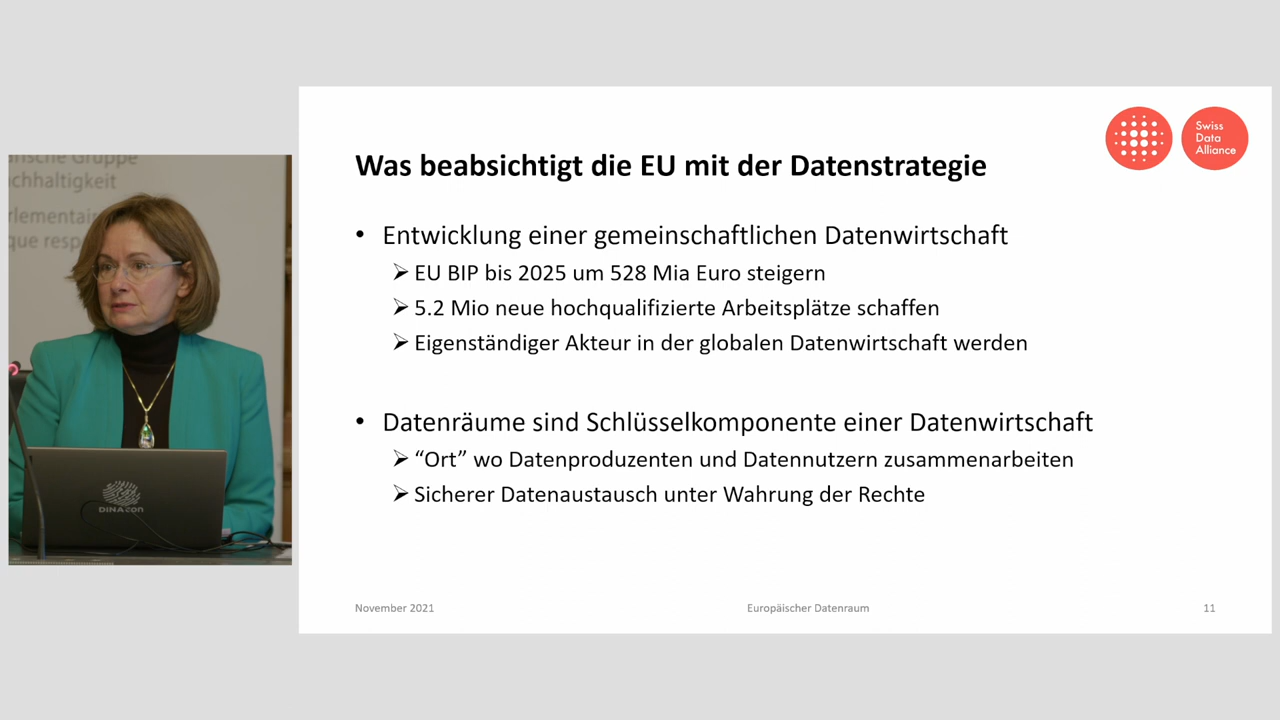 Gruppe
chhaltigkeit
DINAcon
Swiss
Data
Alliance
Was beabsichtigt die EU mit der Datenstrategie
• Entwicklung einer gemeinschaftlichen Datenwirtschaft
➢ EU BIP bis 2025 um 528 Mia Euro steigern
➢ 5.2 Mio neue hochqualifizierte Arbeitsplätze schaffen
➢ Eigenständiger Akteur in der globalen Datenwirtschaft werden
• Datenräume sind Schlüsselkomponente einer Datenwirtschaft
➢ “Ort” wo Datenproduzenten und Datennutzern zusammenarbeiten
➢ Sicherer Datenaustausch unter Wahrung der Rechte
November 2021
Europäischer Datenraum
11